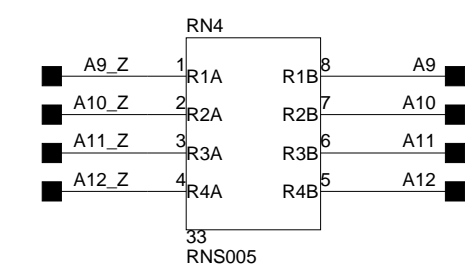 RN4
A9_Z 1 R1A R1B 8 A9
A10_Z 2 R2A R2B 7 A10
A11_Z 3 R3A R3B 6 A11
A12_Z 4 R4A R4B 5 A12
33
RNS005